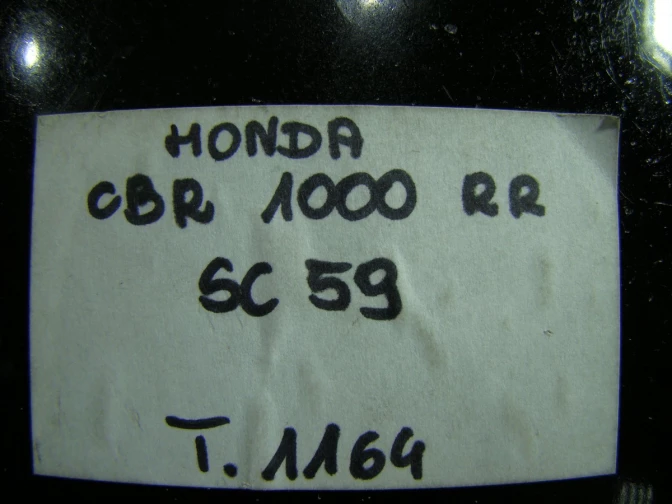 HONDA
CBR 1000 RR
SC 59
T. 1164